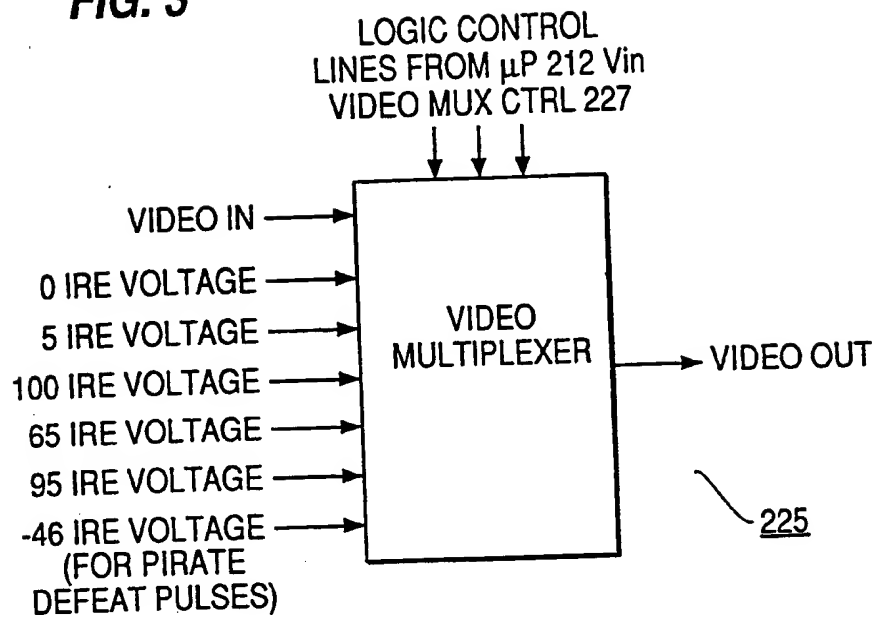 FIG. 3
LOGIC CONTROL
LINES FROM µP 212 Vin
VIDEO MUX CTRL 227
VIDEO IN
0 IRE VOLTAGE
5 IRE VOLTAGE
100 IRE VOLTAGE
65 IRE VOLTAGE
95 IRE VOLTAGE
-46 IRE VOLTAGE
(FOR PIRATE
DEFEAT PULSES)
VIDEO
MULTIPLEXER
VIDEO OUT
225